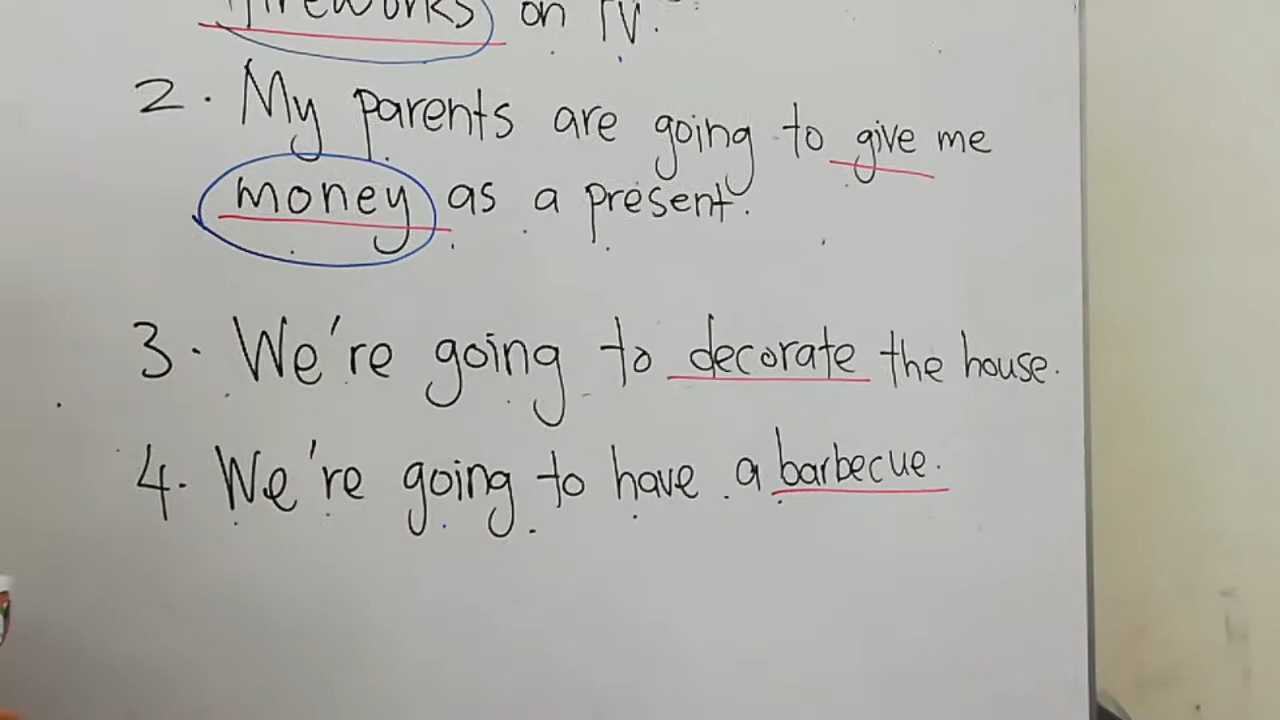 fireworks on TV.
2. My parents are going to give me
money as a present.
3. We're going to decorate the house.
4. We're going to have a barbecue.